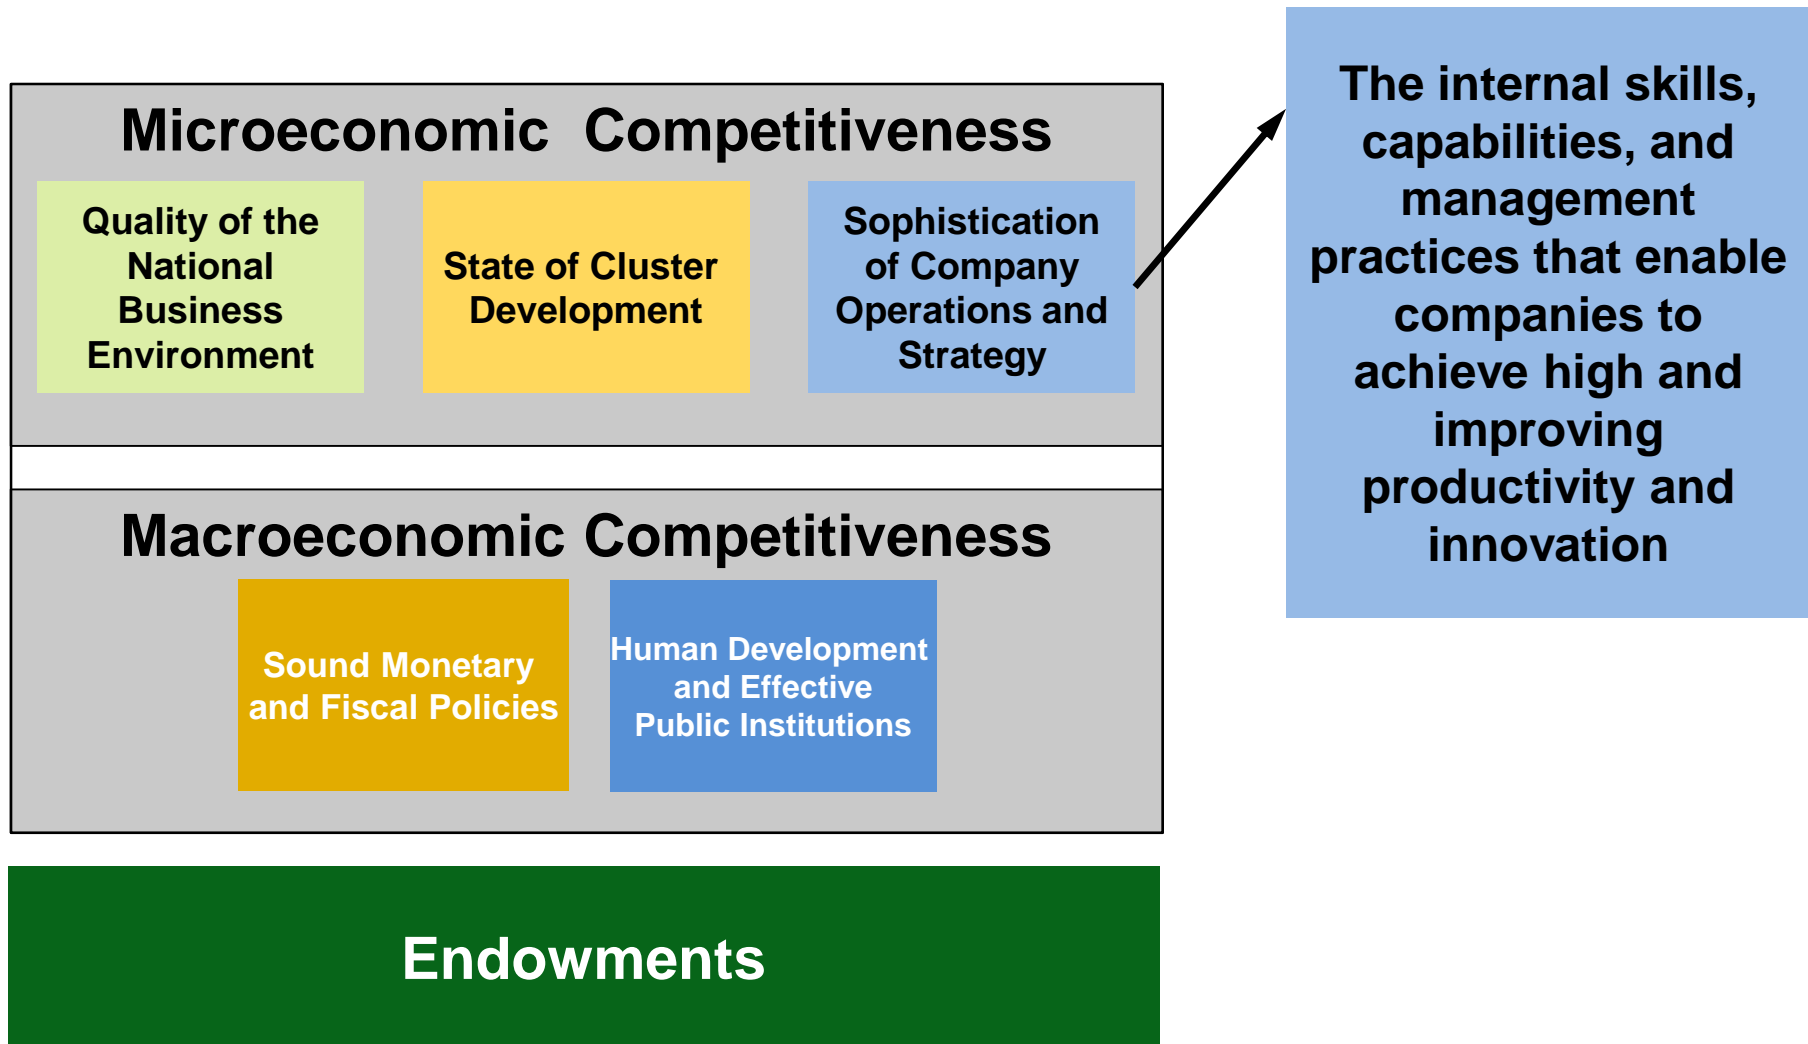 Microeconomic Competitiveness
Quality of the
National
Business
Environment
State of Cluster
Development
Sophistication
of Company
Operations and
Strategy
The internal skills,
capabilities, and
management
practices that enable
companies to
achieve high and
improving
productivity and
innovation
Macroeconomic Competitiveness
Sound Monetary
and Fiscal Policies
Human Development
and Effective
Public Institutions
Endowments